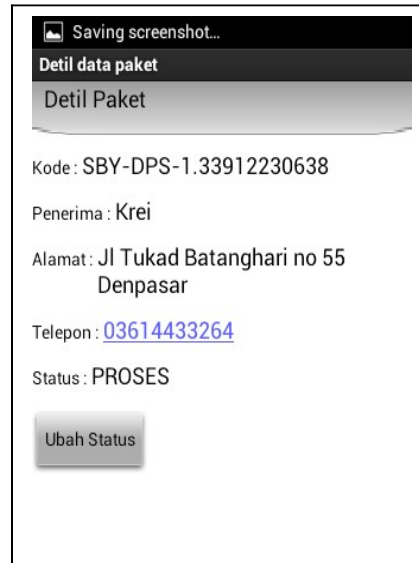 Saving screenshot...
Detil data paket
Detil Paket
Kode : SBY-DPS-1.33912230638
Penerima : Krei
Alamat : Jl Tukad Batanghari no 55
Denpasar
Telepon : 03614433264
Status : PROSES
Ubah Status